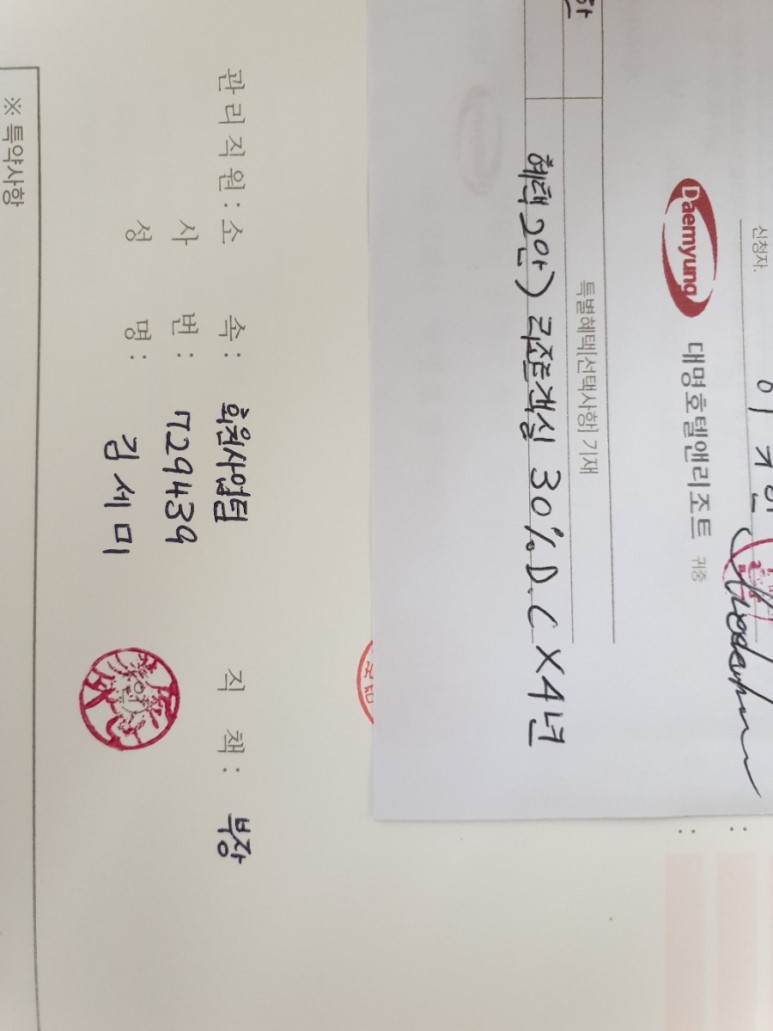 신청자.
Daemyung
대명호텔앤리조트 귀중
특별혜택[선택사항] 기재
안
혜택2안) 리조트객실 30% D.C X4년
관리직원 : 소 속 : 회원사업팀 직 책 : 부장
사 번 : 729439
성 명 : 김세미 인
※ 특약사항